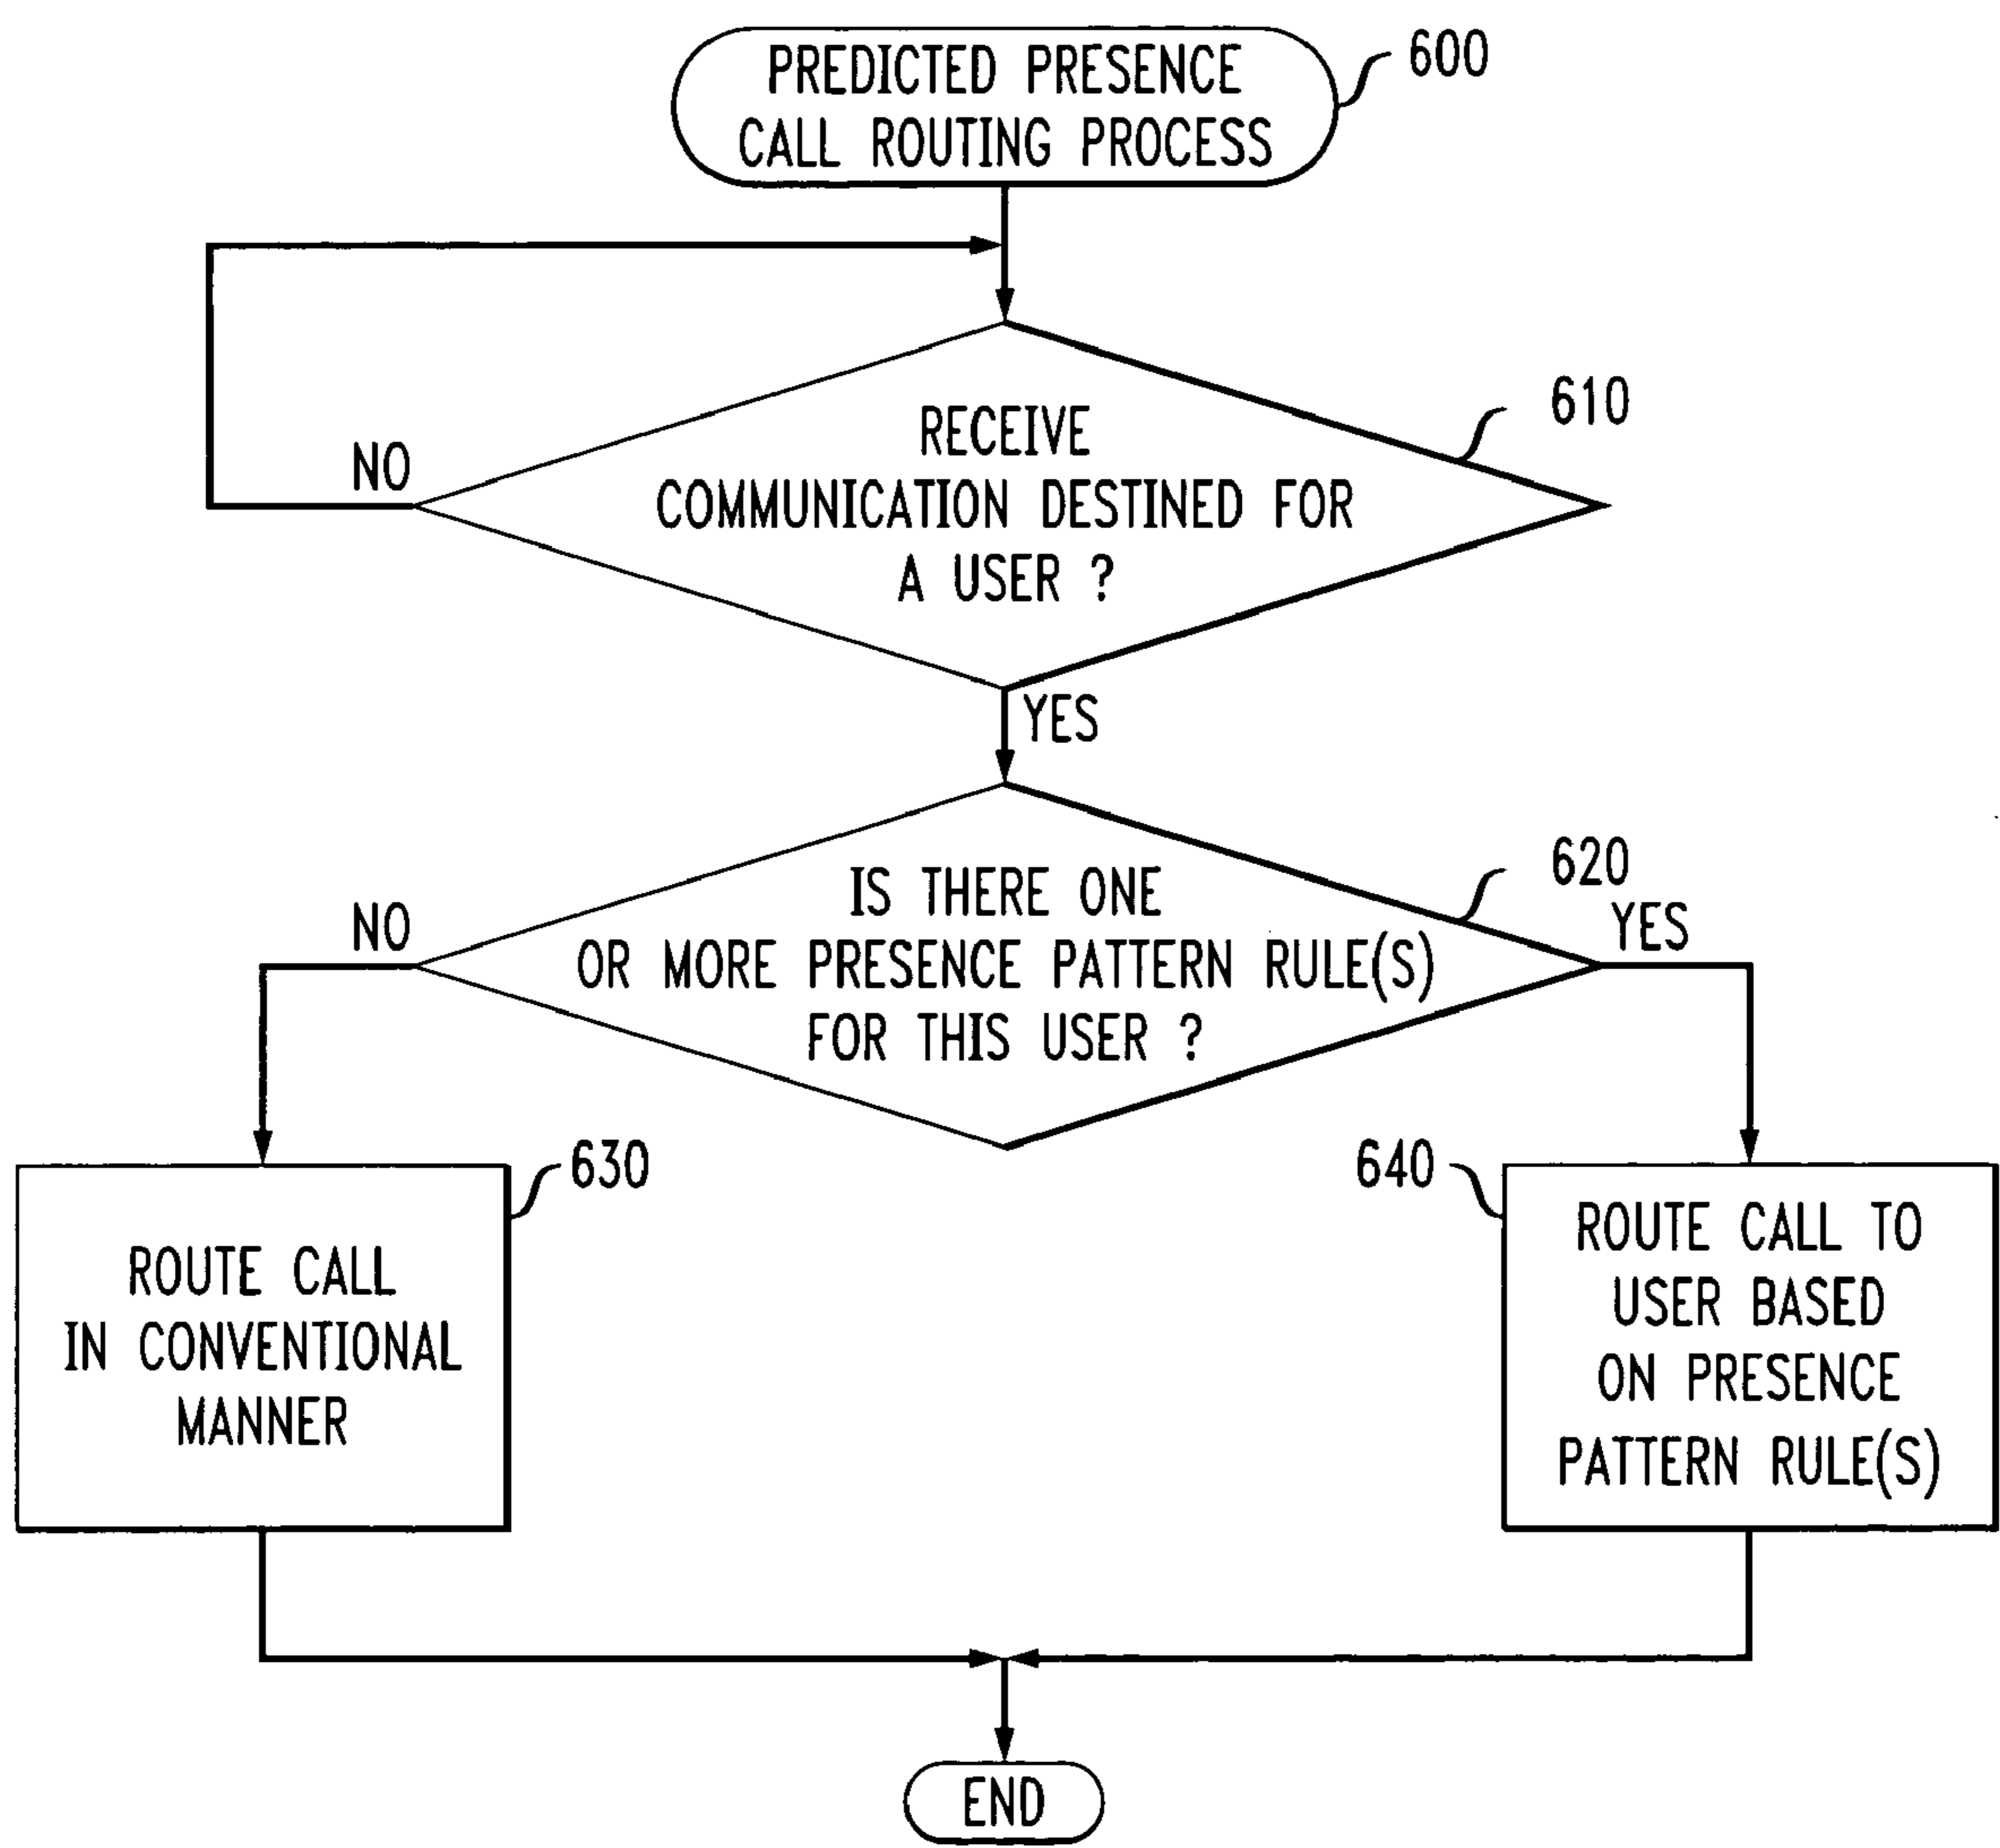 PREDICTED PRESENCE
CALL ROUTING PROCESS
600
RECEIVE
COMMUNICATION DESTINED FOR
A USER ?
610
NO
YES
IS THERE ONE
OR MORE PRESENCE PATTERN RULE(S)
FOR THIS USER ?
620
NO
YES
630
ROUTE CALL
IN CONVENTIONAL
MANNER
640
ROUTE CALL TO
USER BASED
ON PRESENCE
PATTERN RULE(S)
END